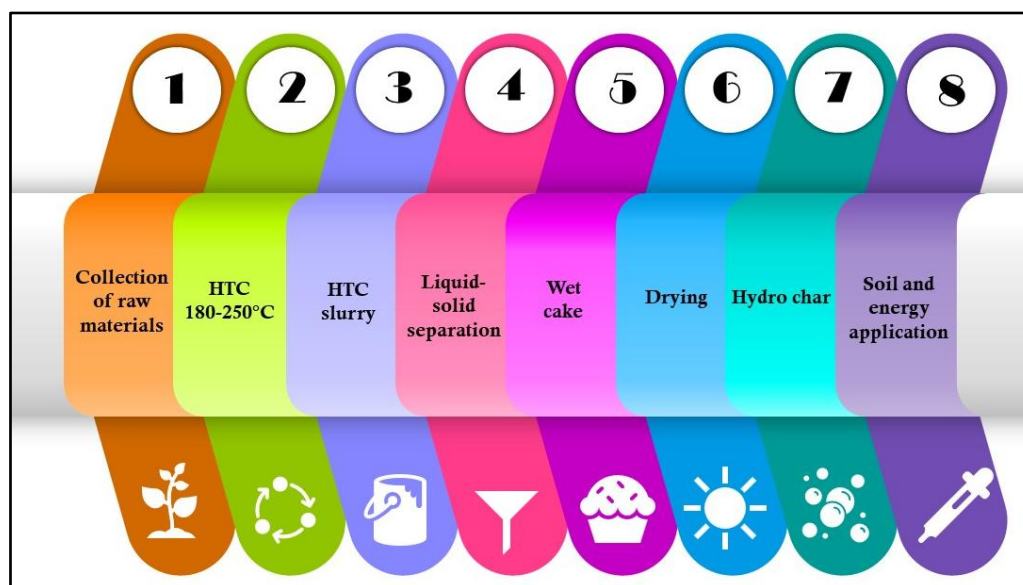 1
2
3
4
5
6
7
8
Collection
of raw
materials
HTC
180-250°C
HTC
slurry
Liquid-
solid
separation
Wet
cake
Drying
Hydro char
Soil and
energy
application